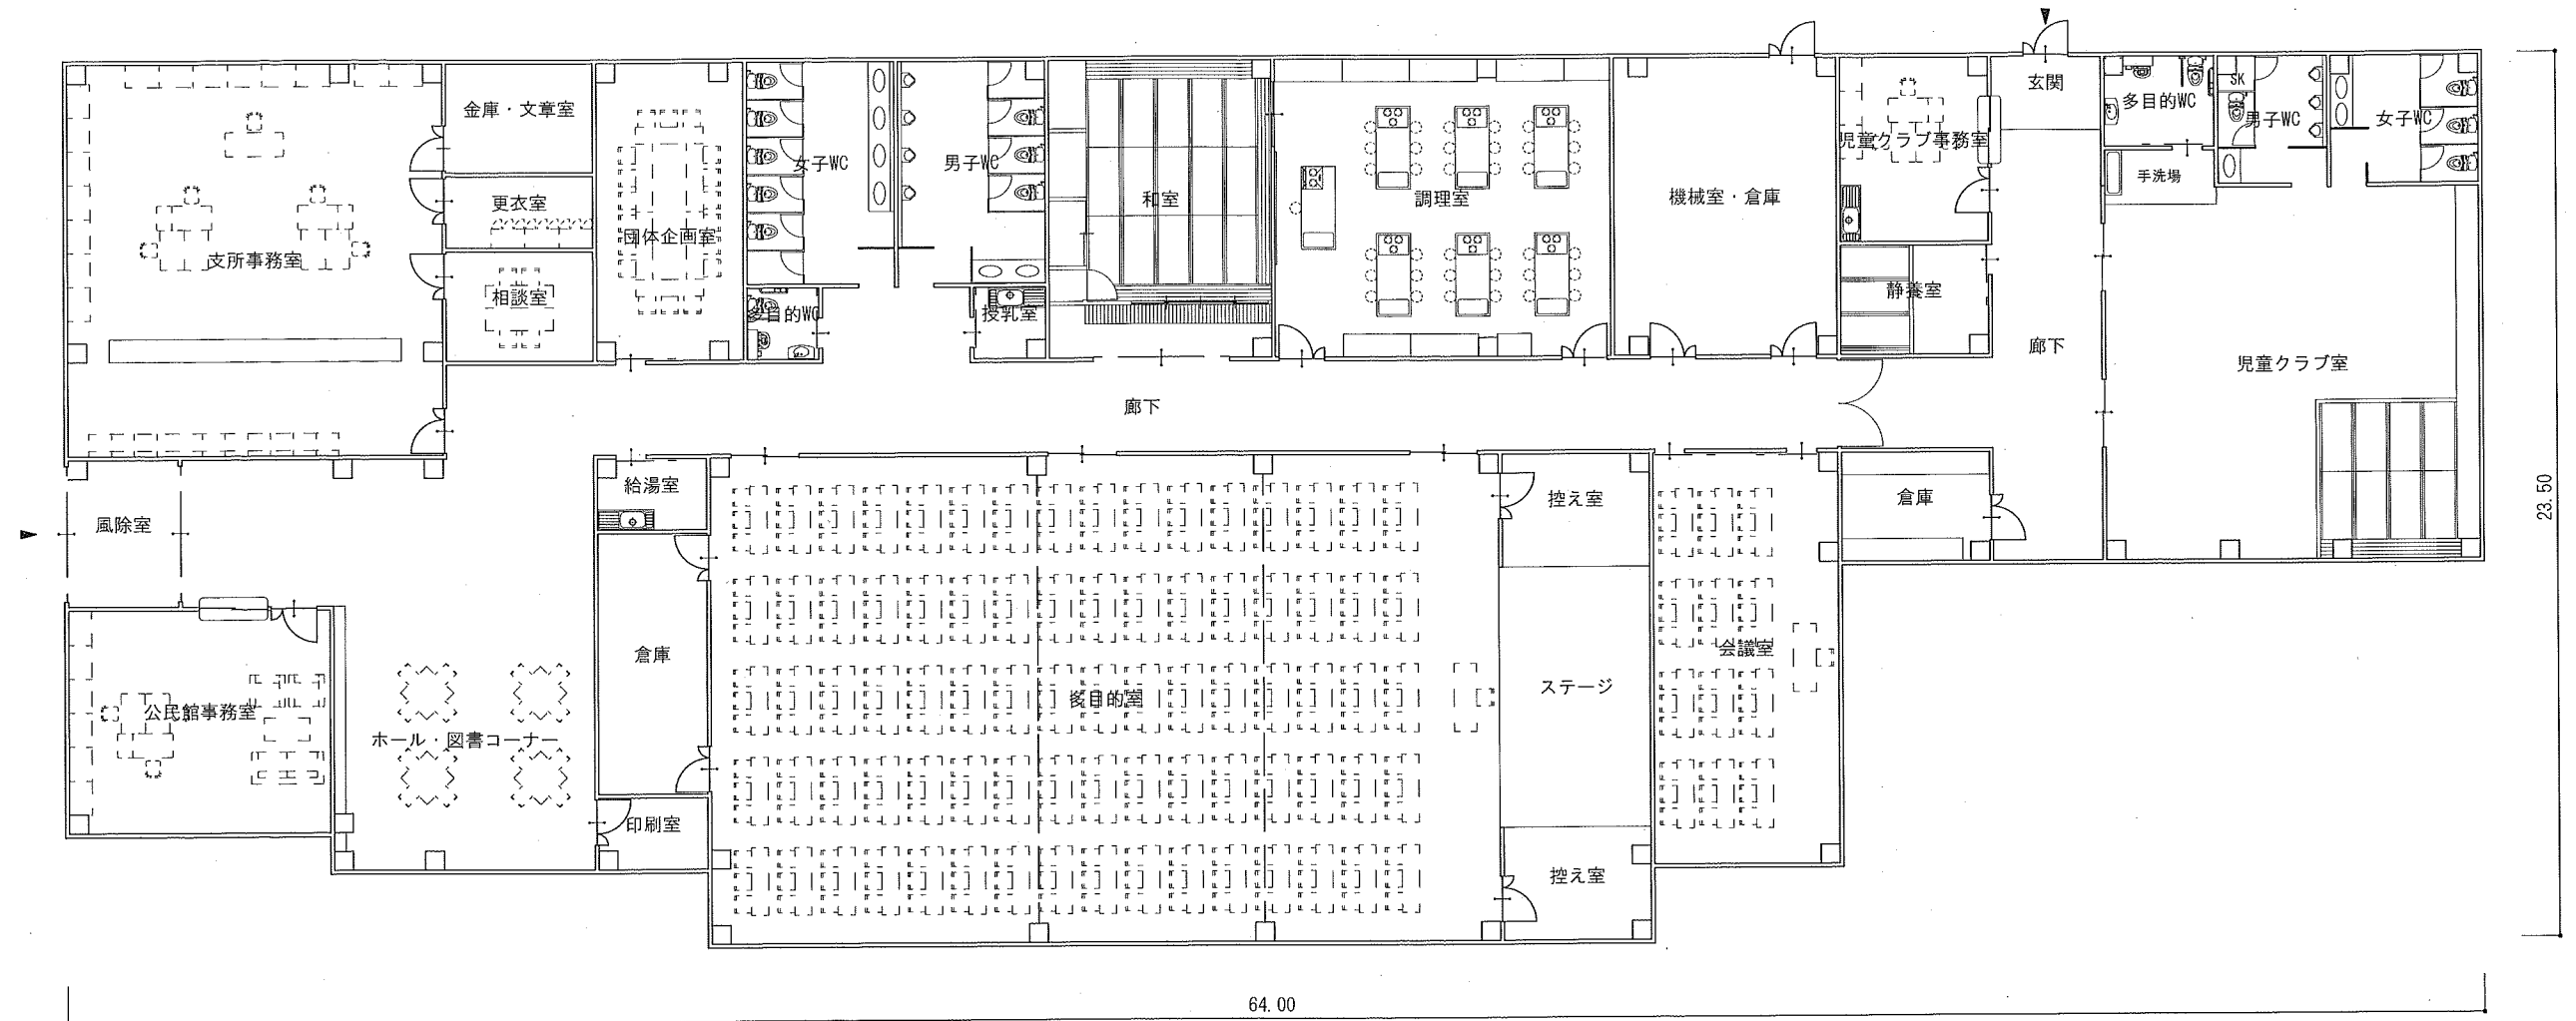 玄関
SK
多目的WC
金庫・文章室
男子WC
女子WC
児童クラブ事務室
女子WC
男子WC
手洗場
更衣室
和室
調理室
機械室・倉庫
団体企画室
支所事務室
相談室
静養室
多目的WC
授乳室
廊下
児童クラブ室
廊下
給湯室
控え室
倉庫
風除室
23.50
倉庫
会議室
ステージ
多目的室
公民館事務室
ホール・図書コーナー
印刷室
控え室
64.00